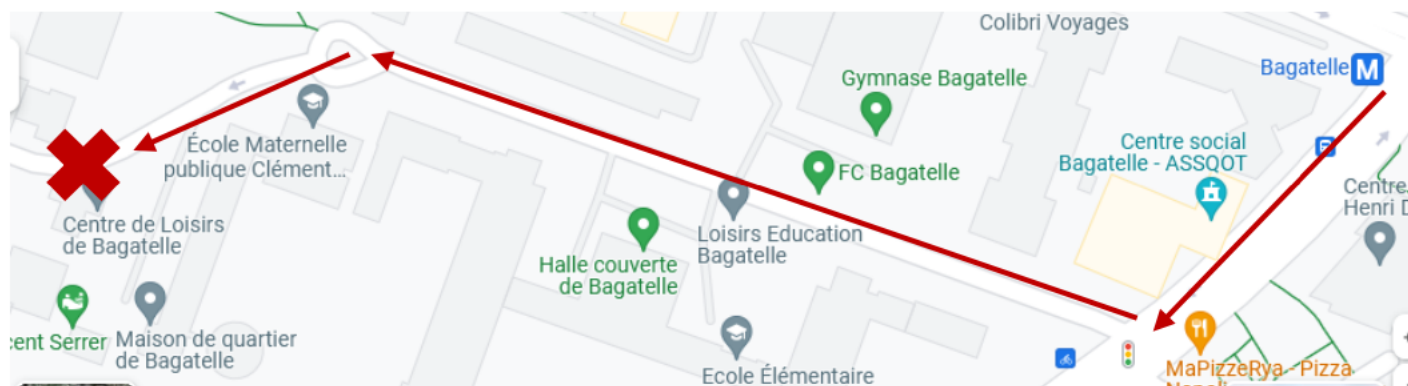 Colibri Voyages
Bagatelle M
Gymnase Bagatelle
Centre social
Bagatelle - ASSQOT
École Maternelle
publique Clément...
FC Bagatelle
Centre
Henri D
Centre de Loisirs
de Bagatelle
Loisirs Education
Bagatelle
Halle couverte
de Bagatelle
cent Serrer
Maison de quartier
de Bagatelle
Ecole Élémentaire
MaPizzeRya - Pizza